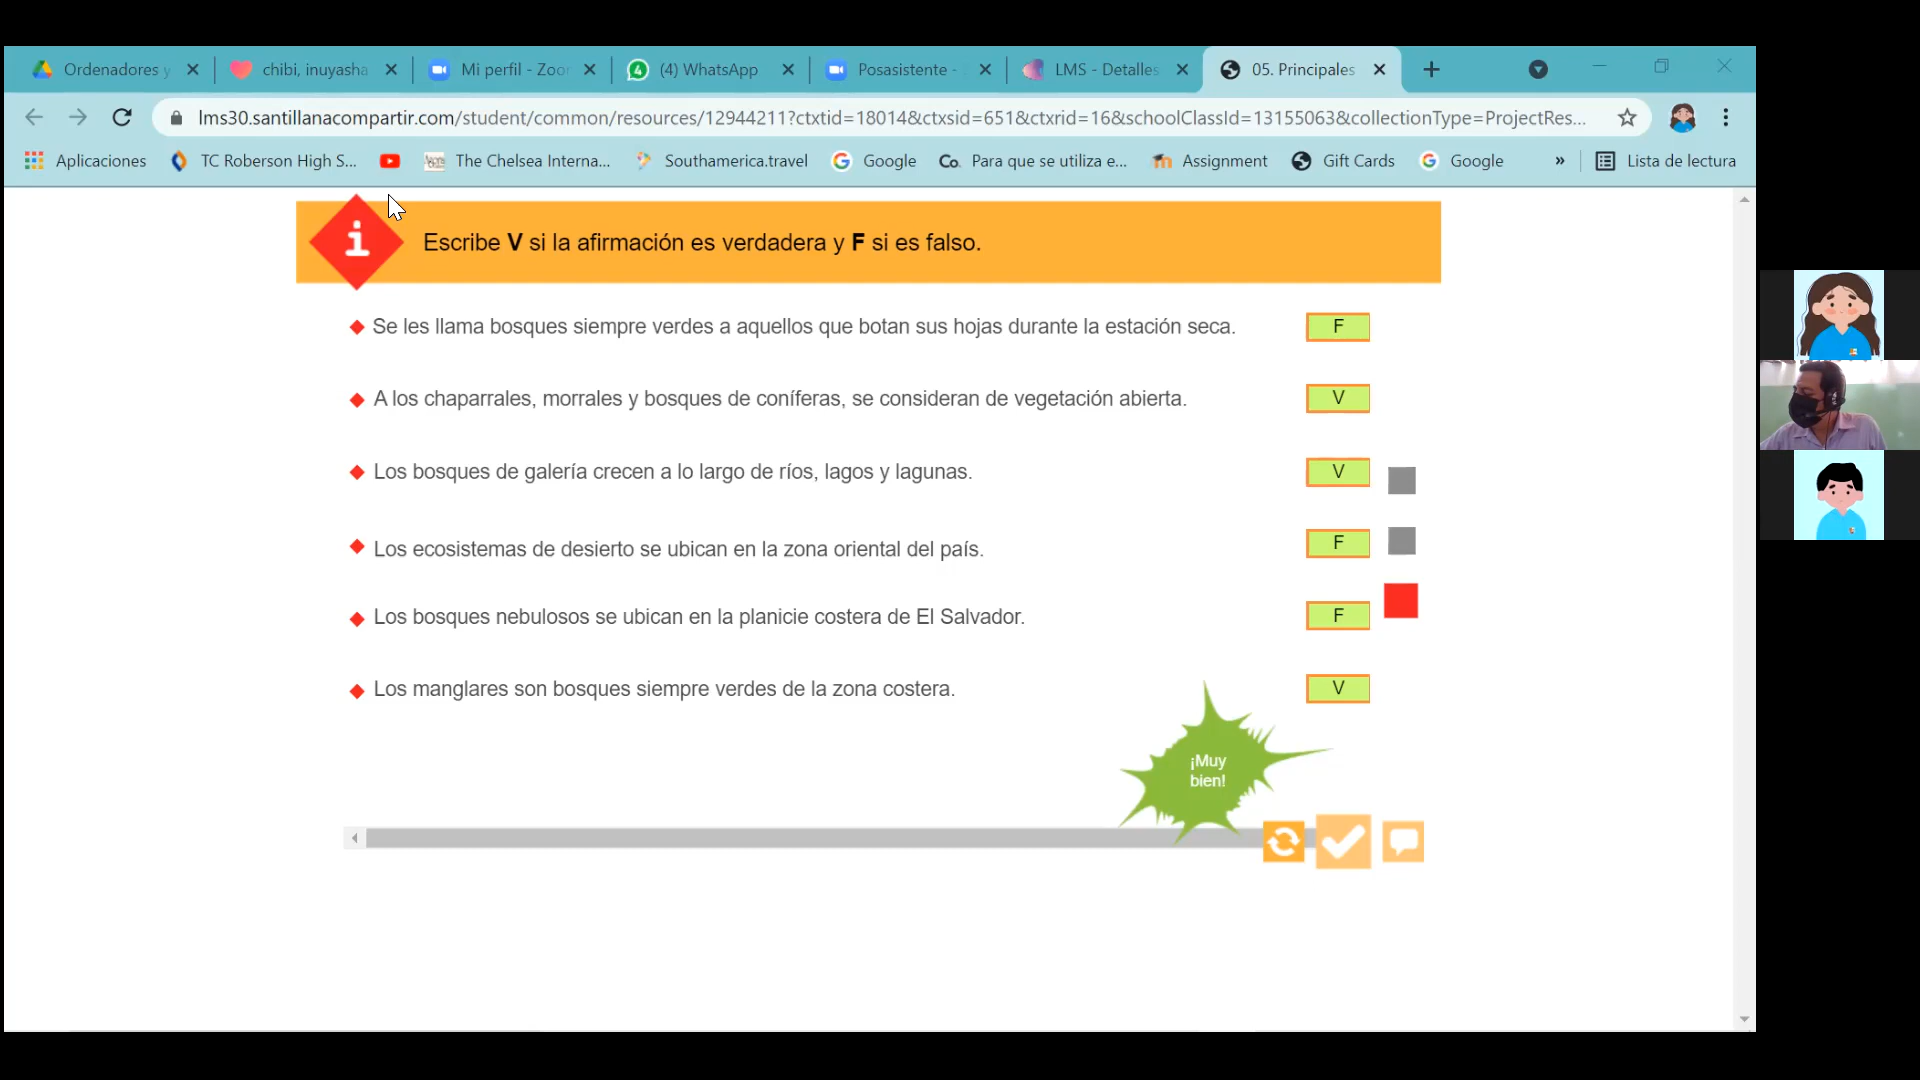 Ordenadores y
chibi, inuyasha
Mi perfil - Zoo
(4) WhatsApp
Posasistente -
LMS - Detalles
05. Principales
lms30.santillanacompartir.com/student/common/resources/12944211?ctxtid=18014&ctxsid=651&ctxrid=16&schoolClassId=13155063&collectionType=ProjectRes...
Aplicaciones
TC Roberson High S...
The Chelsea Interna...
Southamerica.travel
Google
Co.
Para que se utiliza e...
Assignment
Gift Cards
Google
»
Lista de lectura
i
Escribe V si la afirmación es verdadera y F si es falso.
Se les llama bosques siempre verdes a aquellos que botan sus hojas durante la estación seca.
F
A los chaparrales, morrales y bosques de coníferas, se consideran de vegetación abierta.
V
Los bosques de galería crecen a lo largo de ríos, lagos y lagunas.
V
Los ecosistemas de desierto se ubican en la zona oriental del país.
F
Los bosques nebulosos se ubican en la planicie costera de El Salvador.
F
Los manglares son bosques siempre verdes de la zona costera.
V
¡Muy
bien!